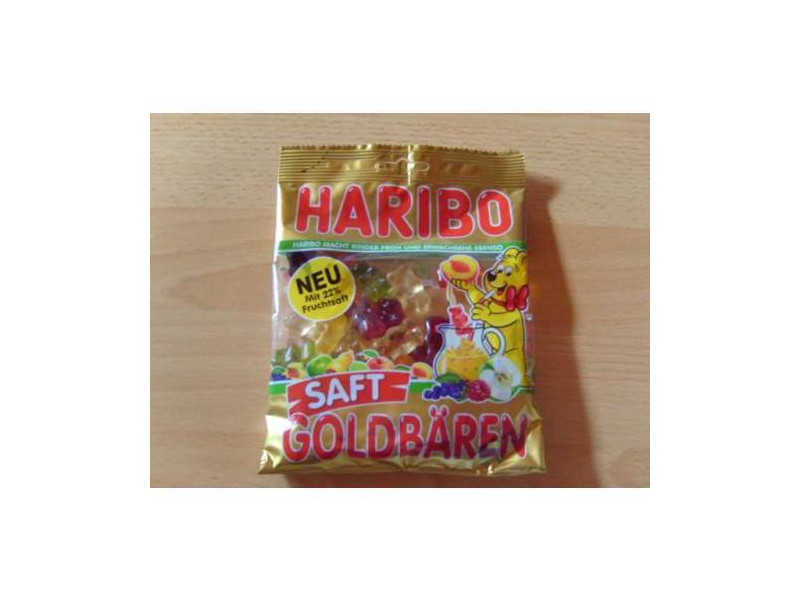 HARIBO
HARIBO MACHT KINDER FROH UND ERWACHSENE EBENSO
NEU
Mit 22%
Fruchtsaft
SAFT
GOLDBÄREN